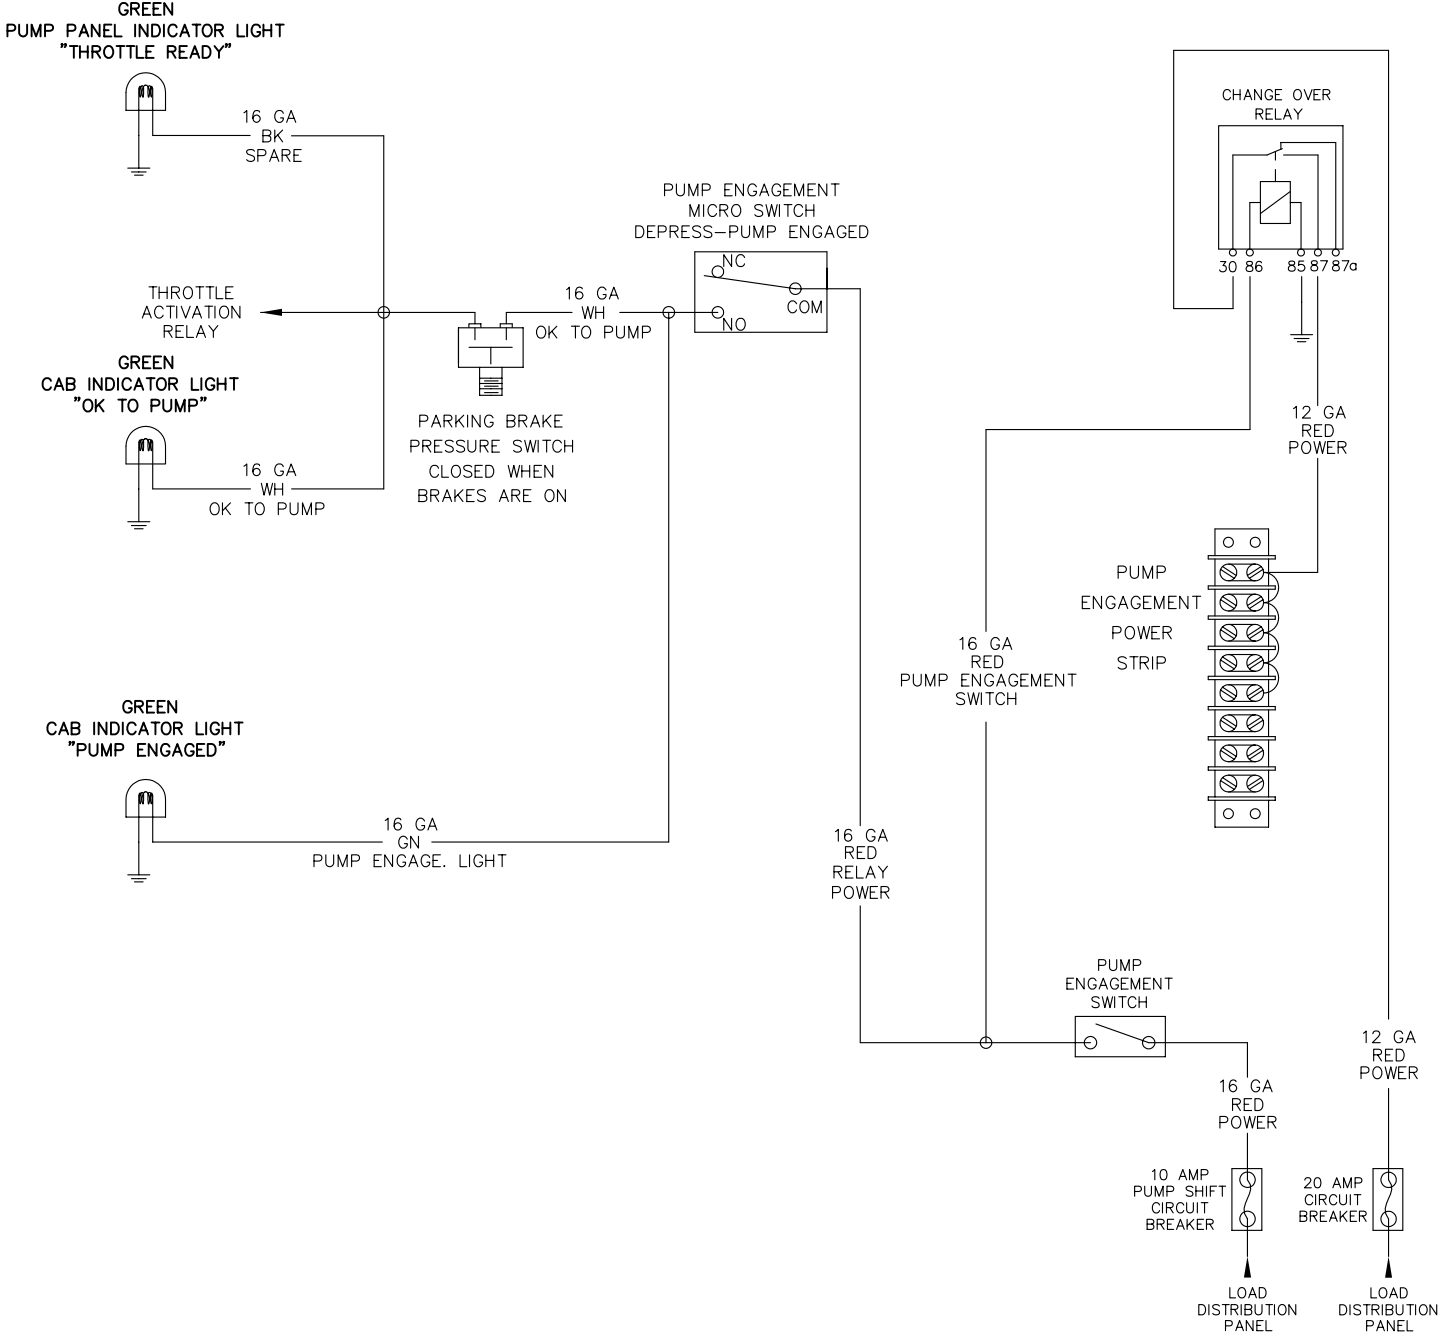 GREEN
PUMP PANEL INDICATOR LIGHT
"THROTTLE READY"
16 GA
BK
SPARE
CHANGE OVER
RELAY
30 86 85 87 87a
PUMP ENGAGEMENT
MICRO SWITCH
DEPRESS-PUMP ENGAGED
NC
COM
NO
THROTTLE
ACTIVATION
RELAY
16 GA
WH
OK TO PUMP
GREEN
CAB INDICATOR LIGHT
"OK TO PUMP"
16 GA
WH
OK TO PUMP
PARKING BRAKE
PRESSURE SWITCH
CLOSED WHEN
BRAKES ARE ON
12 GA
RED
POWER
PUMP
ENGAGEMENT
POWER
STRIP
16 GA
RED
PUMP ENGAGEMENT
SWITCH
GREEN
CAB INDICATOR LIGHT
"PUMP ENGAGED"
16 GA
GN
PUMP ENGAGE. LIGHT
16 GA
RED
RELAY
POWER
PUMP
ENGAGEMENT
SWITCH
16 GA
RED
POWER
12 GA
RED
POWER
10 AMP
PUMP SHIFT
CIRCUIT
BREAKER
20 AMP
CIRCUIT
BREAKER
LOAD
DISTRIBUTION
PANEL
LOAD
DISTRIBUTION
PANEL